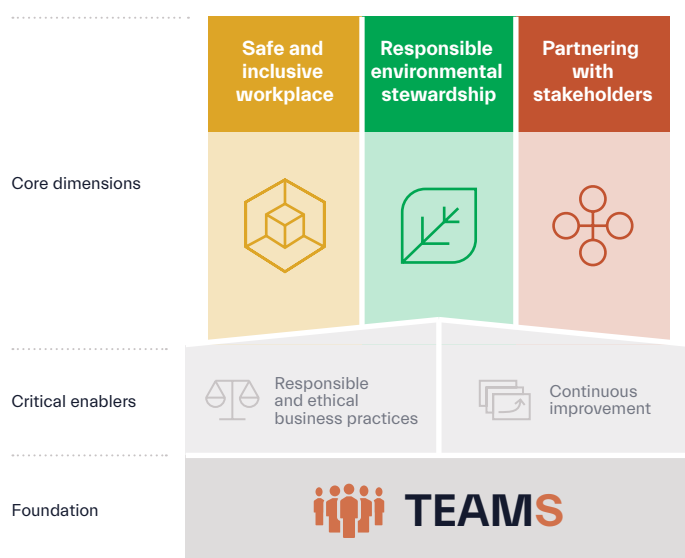 Safe and
inclusive
workplace
Responsible
environmental
stewardship
Partnering
with
stakeholders
Core dimensions
Critical enablers
Responsible
and ethical
business practices
Continuous
improvement
Foundation
TEAMS